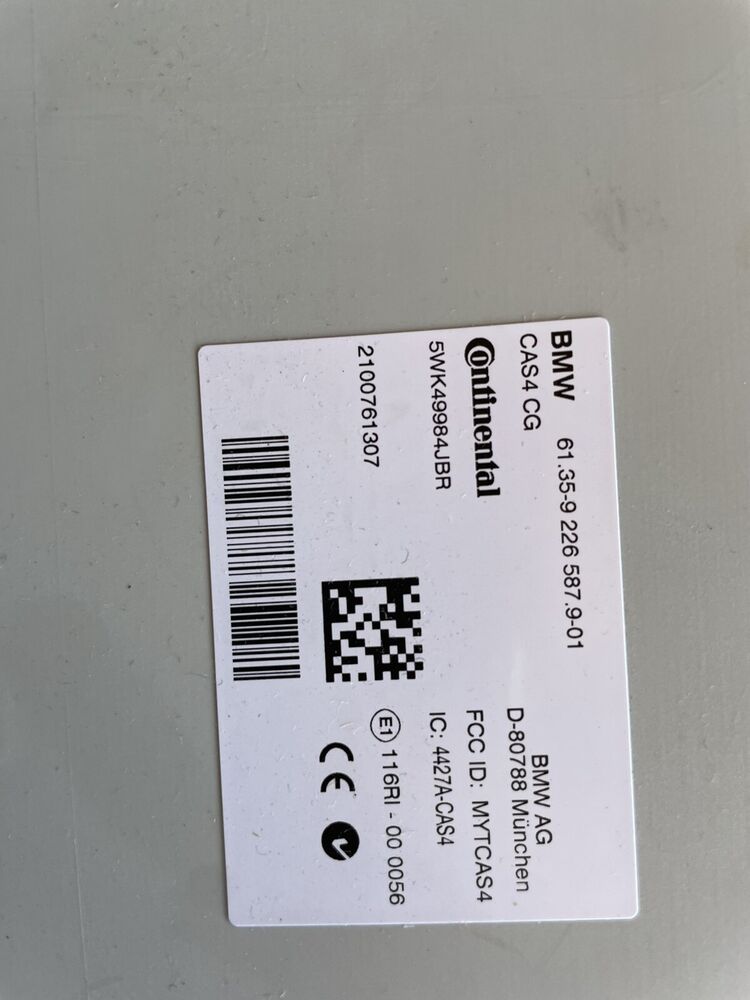 BMW 61.35-9 226 587.9-01
CAS4 CG
Continental
5WK49984JBR
2100761307
BMW AG
D-80788 München
FCC ID: MYTCAS4
IC: 4427A-CAS4
E1 116RI - 00 0056
CE